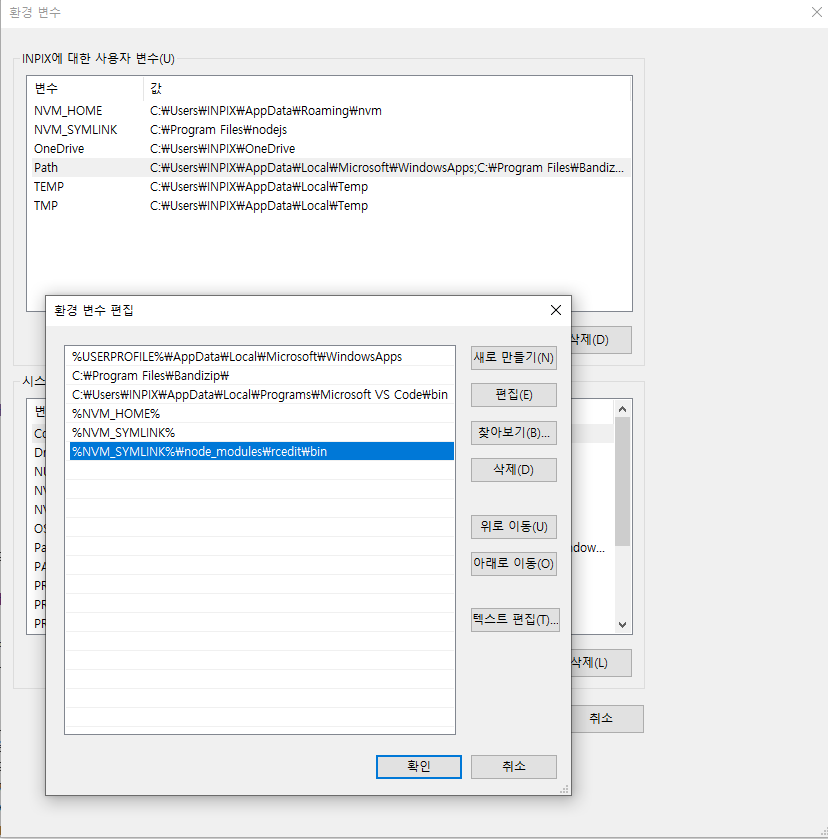 환경 변수
INPIX에 대한 사용자 변수(U)
변수 값
NVM_HOME C:₩Users₩INPIX₩AppData₩Roaming₩nvm
NVM_SYMLINK C:₩Program Files₩nodejs
OneDrive C:₩Users₩INPIX₩OneDrive
Path C:₩Users₩INPIX₩AppData₩Local₩Microsoft₩WindowsApps;C:₩Program Files₩Bandiz...
TEMP C:₩Users₩INPIX₩AppData₩Local₩Temp
TMP C:₩Users₩INPIX₩AppData₩Local₩Temp
삭제(D)
시스
변
Co
Dr
NU
NV
NV
OS
Pa
dow...
PA
PR
PR
PR
삭제(L)
취소
환경 변수 편집
%USERPROFILE%₩AppData₩Local₩Microsoft₩WindowsApps
C:₩Program Files₩Bandizip₩
C:₩Users₩INPIX₩AppData₩Local₩Programs₩Microsoft VS Code₩bin
%NVM_HOME%
%NVM_SYMLINK%
%NVM_SYMLINK%₩node_modules₩rcedit₩bin
새로 만들기(N)
편집(E)
찾아보기(B)...
삭제(D)
위로 이동(U)
아래로 이동(O)
텍스트 편집(T)...
확인
취소